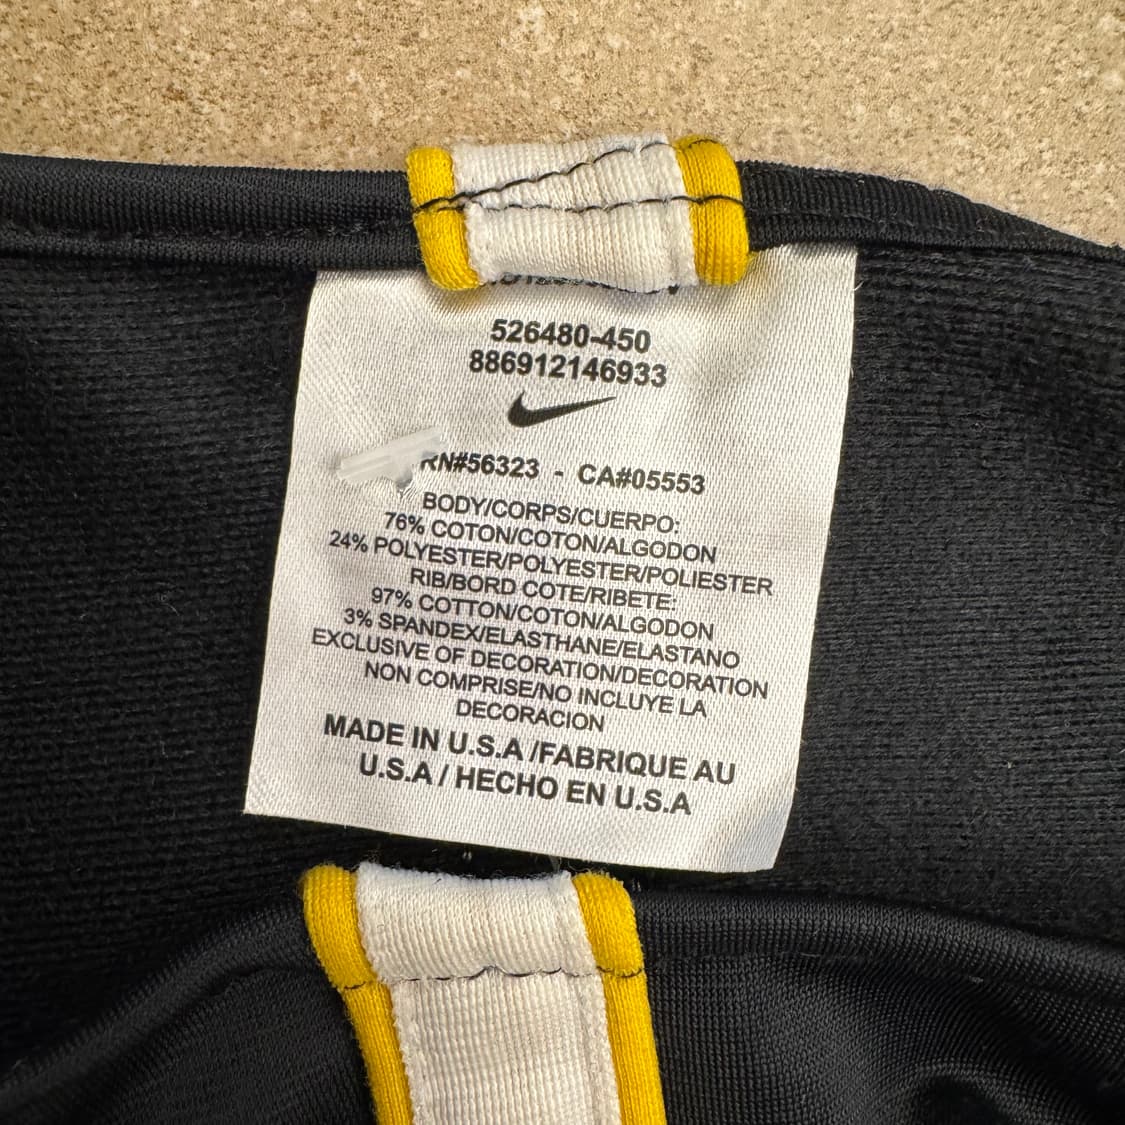 526480-450
886912146933
RN#56323 - CA#05553
BODY/CORPS/CUERPO:
76% COTON/COTON/ALGODON
24% POLYESTER/POLYESTER/POLIESTER
RIB/BORD COTE/RIBETE:
97% COTTON/COTON/ALGODON
3% SPANDEX/ELASTHANE/ELASTANO
EXCLUSIVE OF DECORATION/DECORATION
NON COMPRISE/NO INCLUYE LA
DECORACION
MADE IN U.S.A /FABRIQUE AU
U.S.A / HECHO EN U.S.A